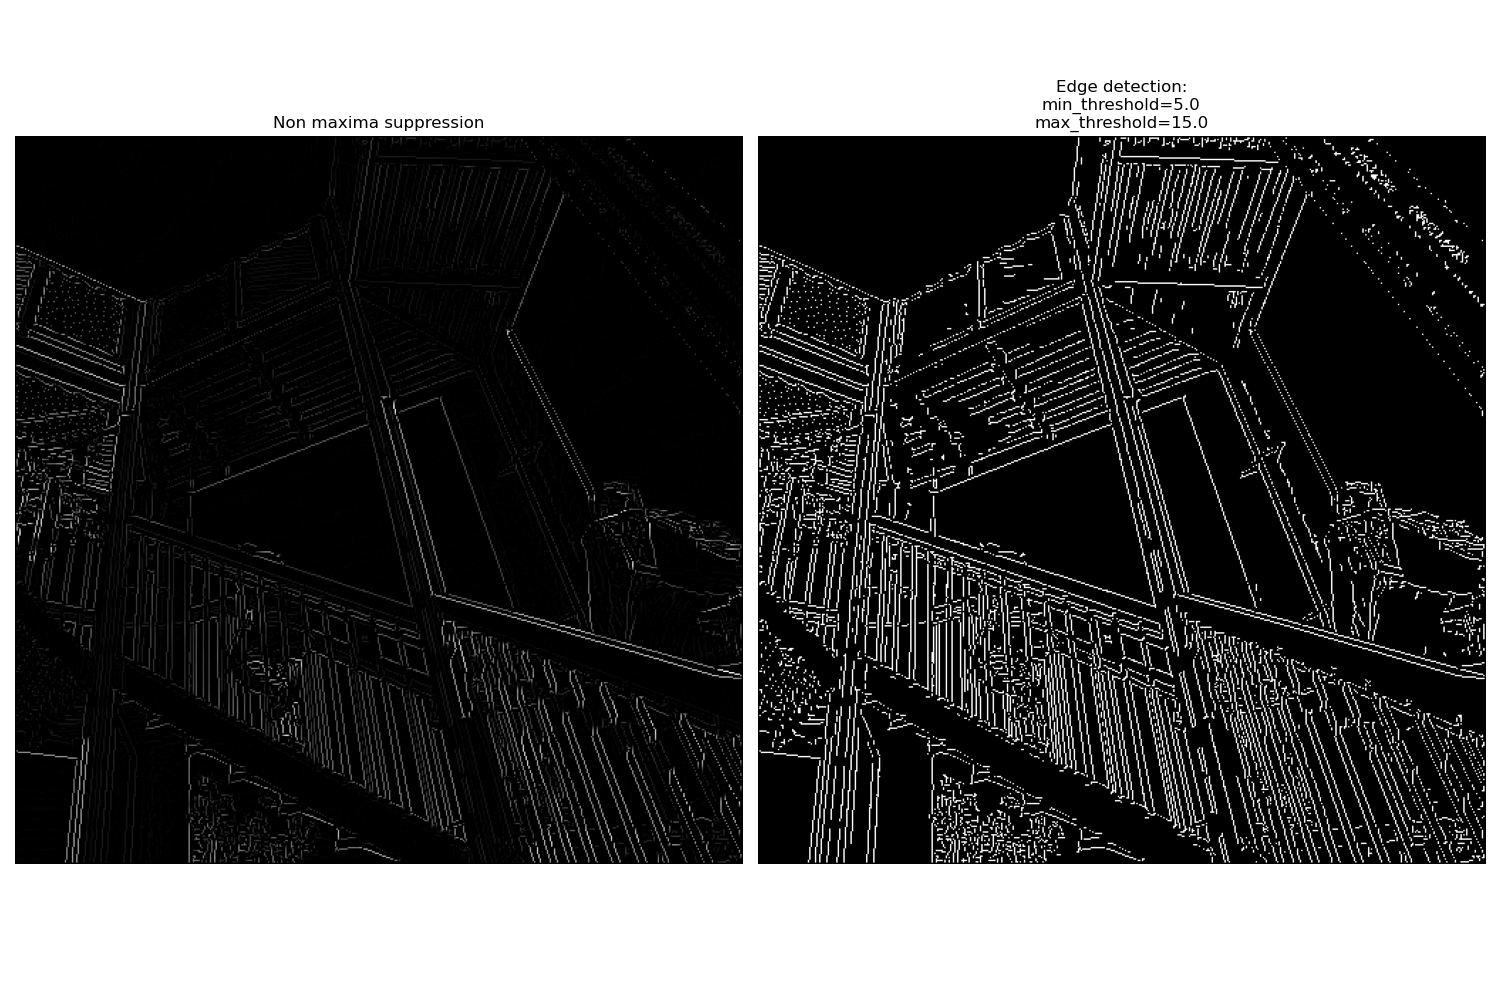 Non maxima suppression
Edge detection:
min_threshold=5.0
max_threshold=15.0